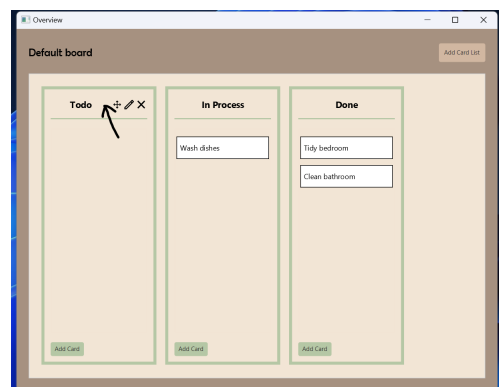 Overview
Default board
Add Card List
Todo
In Process
Done
Wash dishes
Tidy bedroom
Clean bathroom
Add Card
Add Card
Add Card